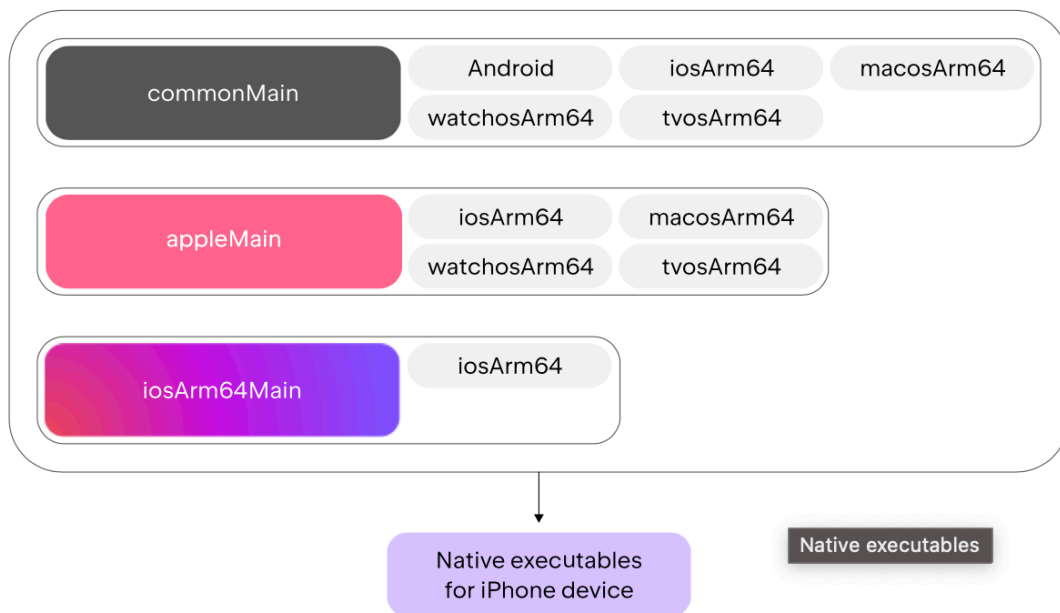 commonMain
Android
iosArm64
macosArm64
watchosArm64
tvosArm64
appleMain
iosArm64
macosArm64
watchosArm64
tvosArm64
iosArm64Main
iosArm64
Native executables
for iPhone device
Native executables